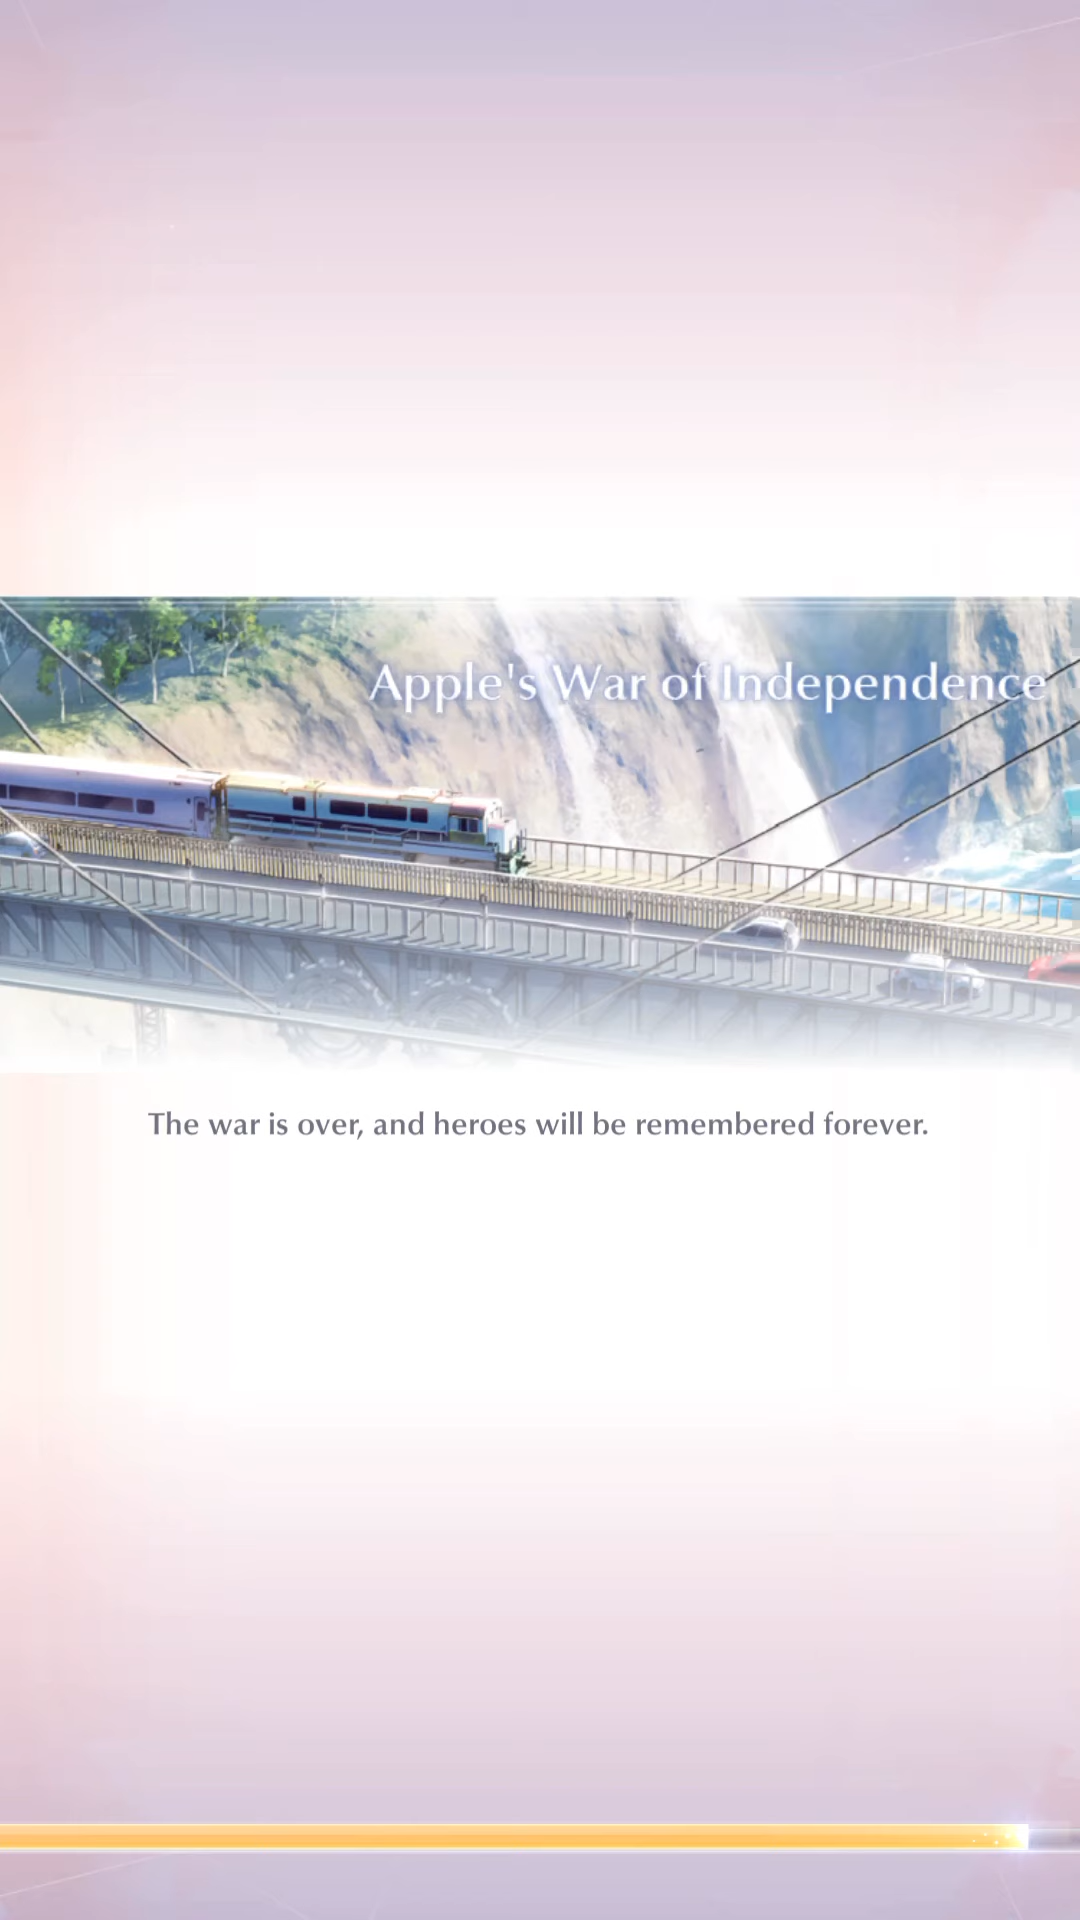 Apple's War of Independence
The war is over, and heroes will be remembered forever.